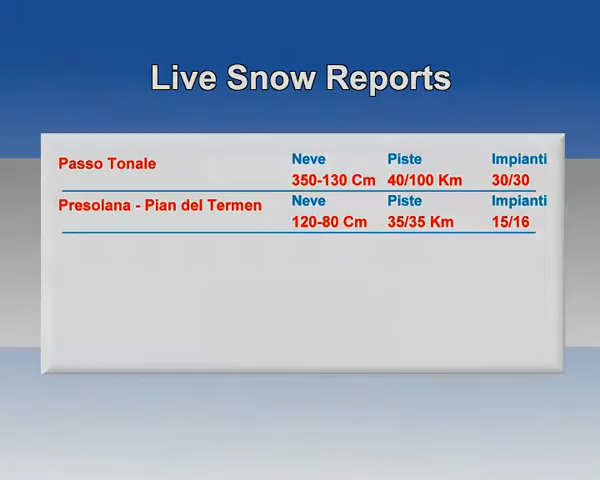 Live Snow Reports
Passo Tonale Neve Piste Impianti
350-130 Cm 40/100 Km 30/30
Presolana - Pian del Termen Neve Piste Impianti
120-80 Cm 35/35 Km 15/16